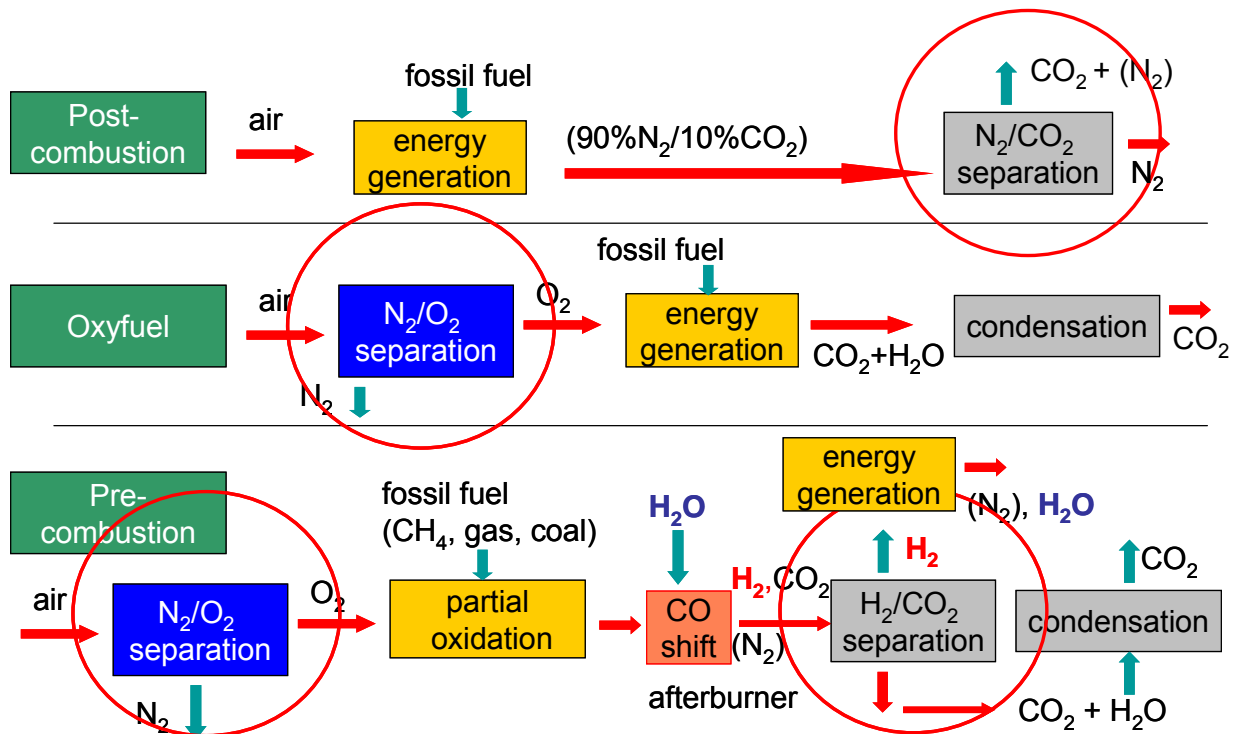 Post-
combustion
air
fossil fuel
energy
generation
(90%N₂/10%CO₂)
CO₂ + (N₂)
N₂/CO₂
separation
N₂
Oxyfuel
air
N₂/O₂
separation
N₂
O₂
fossil fuel
energy
generation
CO₂+H₂O
condensation
CO₂
Pre-
combustion
air
N₂/O₂
separation
N₂
O₂
fossil fuel
(CH₄, gas, coal)
partial
oxidation
H₂O
CO
shift
H₂,CO₂
(N₂)
afterburner
energy
generation
(N₂), H₂O
H₂
H₂/CO₂
separation
CO₂
condensation
CO₂ + H₂O